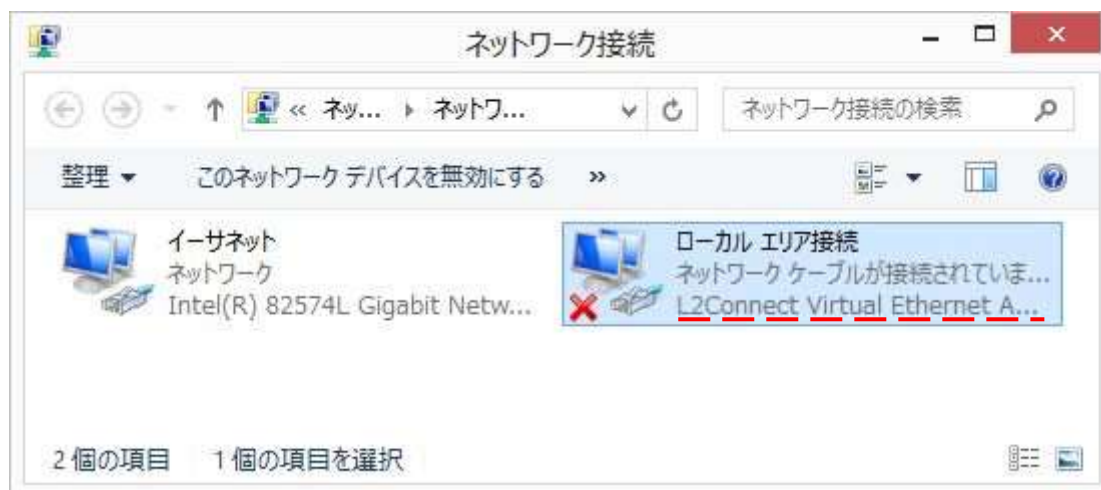 ネットワーク接続
« ネッ... ▸ ネットワ...
ネットワーク接続の検索
整理 ▼ このネットワーク デバイスを無効にする »
イーサネット
ネットワーク
Intel(R) 82574L Gigabit Netw...
ローカル エリア接続
ネットワーク ケーブルが接続されていま...
L2Connect Virtual Ethernet A...
2 個の項目 1 個の項目を選択